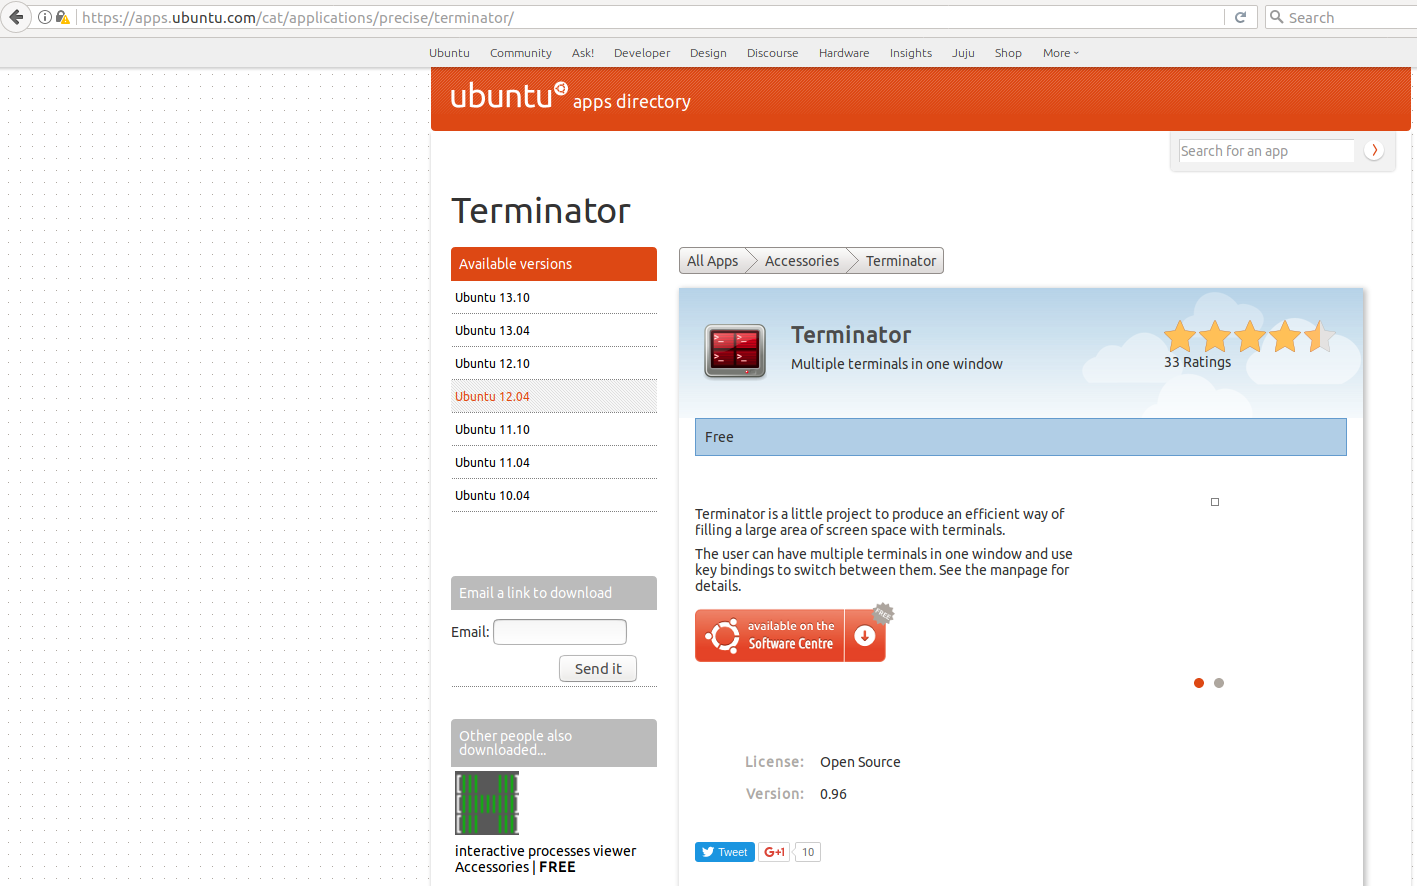 https://apps.ubuntu.com/cat/applications/precise/terminator/
Search
Ubuntu Community Ask! Developer Design Discourse Hardware Insights Juju Shop More
ubuntu apps directory
Search for an app
Terminator
Available versions
Ubuntu 13.10
Ubuntu 13.04
Ubuntu 12.10
Ubuntu 12.04
Ubuntu 11.10
Ubuntu 11.04
Ubuntu 10.04
Email a link to download
Email:
Send it
Other people also
downloaded...
interactive processes viewer
Accessories | FREE
All Apps Accessories Terminator
Terminator
Multiple terminals in one window
33 Ratings
Free
Terminator is a little project to produce an efficient way of
filling a large area of screen space with terminals.
The user can have multiple terminals in one window and use
key bindings to switch between them. See the manpage for
details.
available on the
Software Centre
FREE
License: Open Source
Version: 0.96
Tweet G+1 10